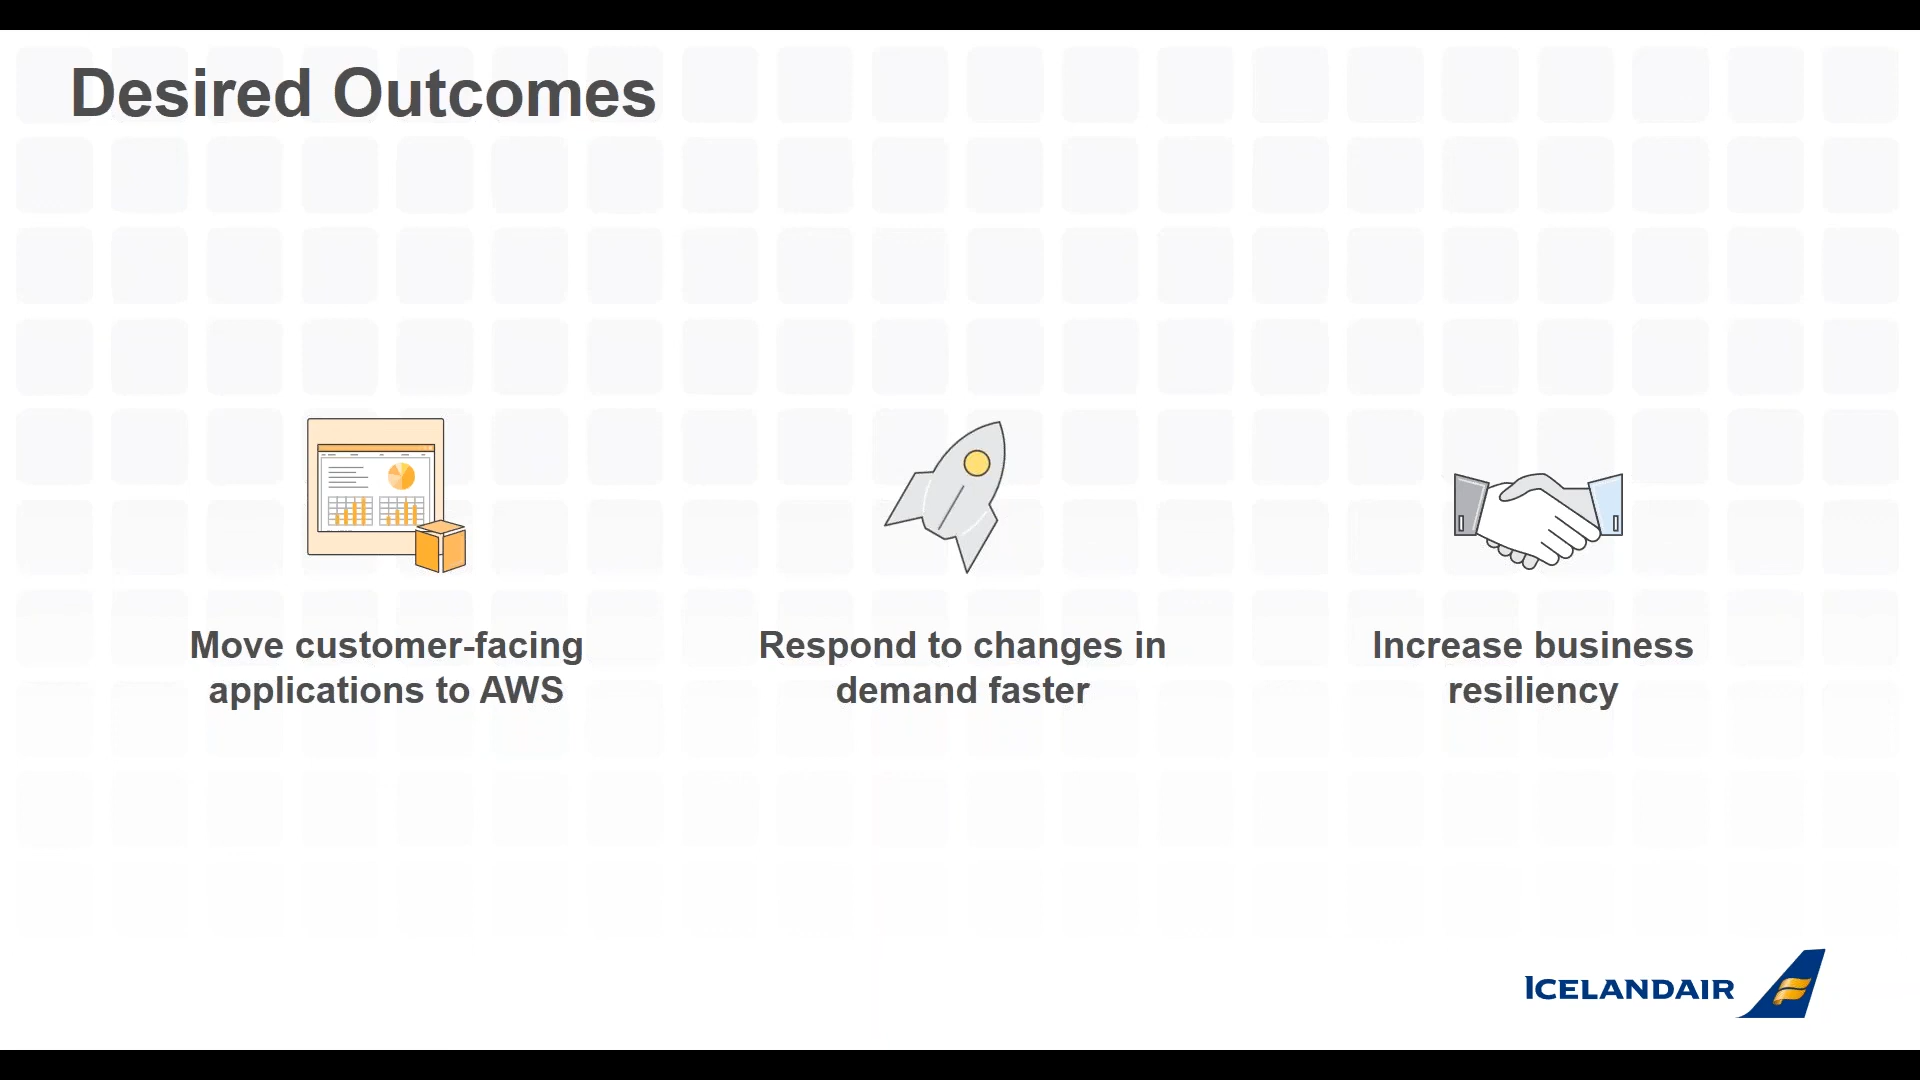 Desired Outcomes
Move customer-facing
applications to AWS
Respond to changes in
demand faster
Increase business
resiliency
ICELANDAIR